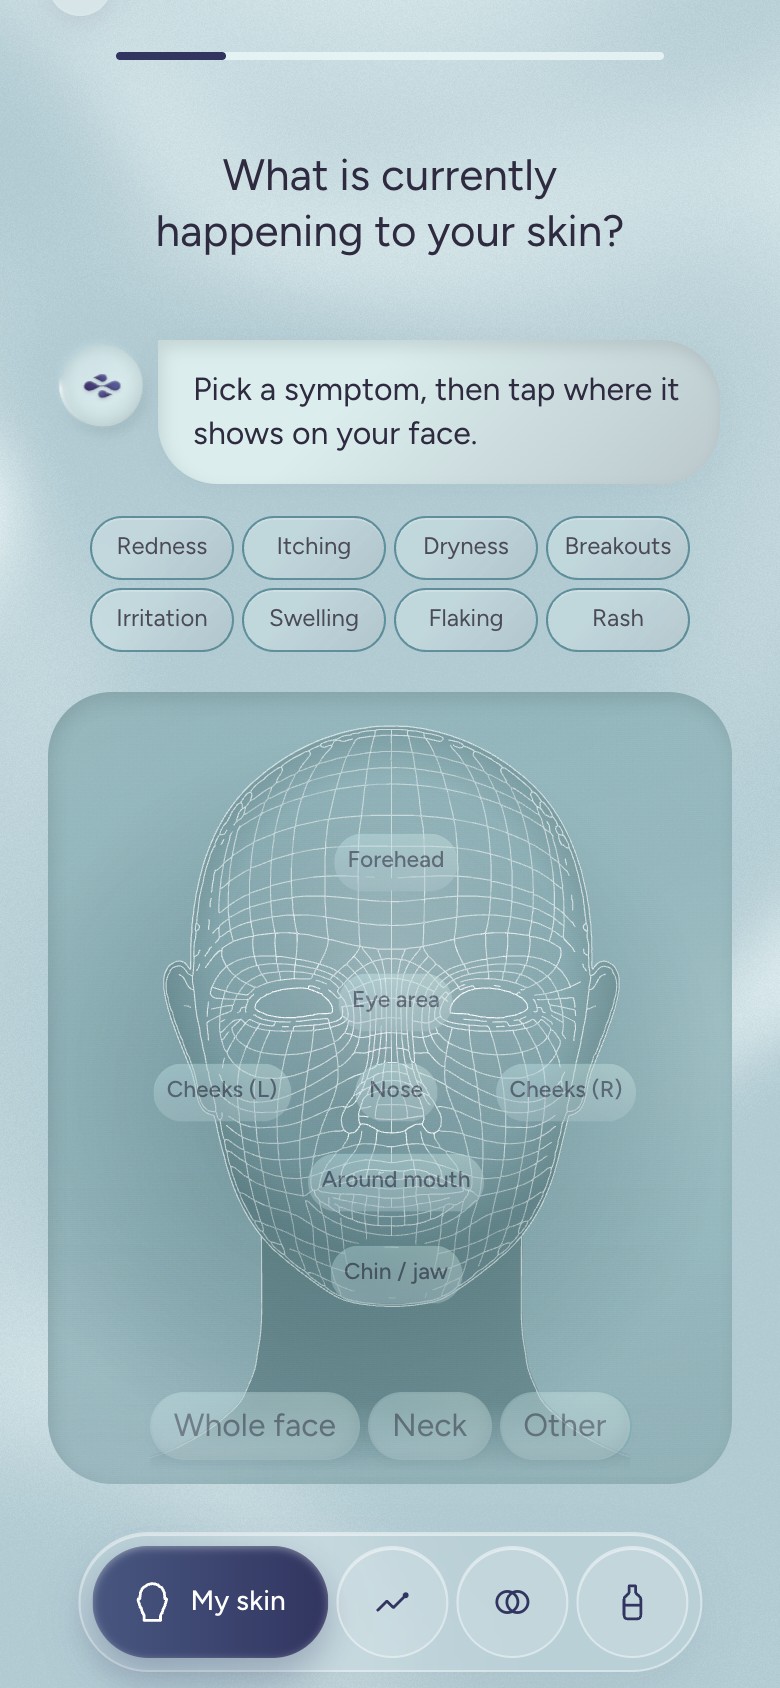 What is currently
happening to your skin?
Pick a symptom, then tap where it
shows on your face.
Redness
Itching
Dryness
Breakouts
Irritation
Swelling
Flaking
Rash
Forehead
Eye area
Cheeks (L)
Nose
Cheeks (R)
Around mouth
Chin / jaw
Whole face
Neck
Other
My skin